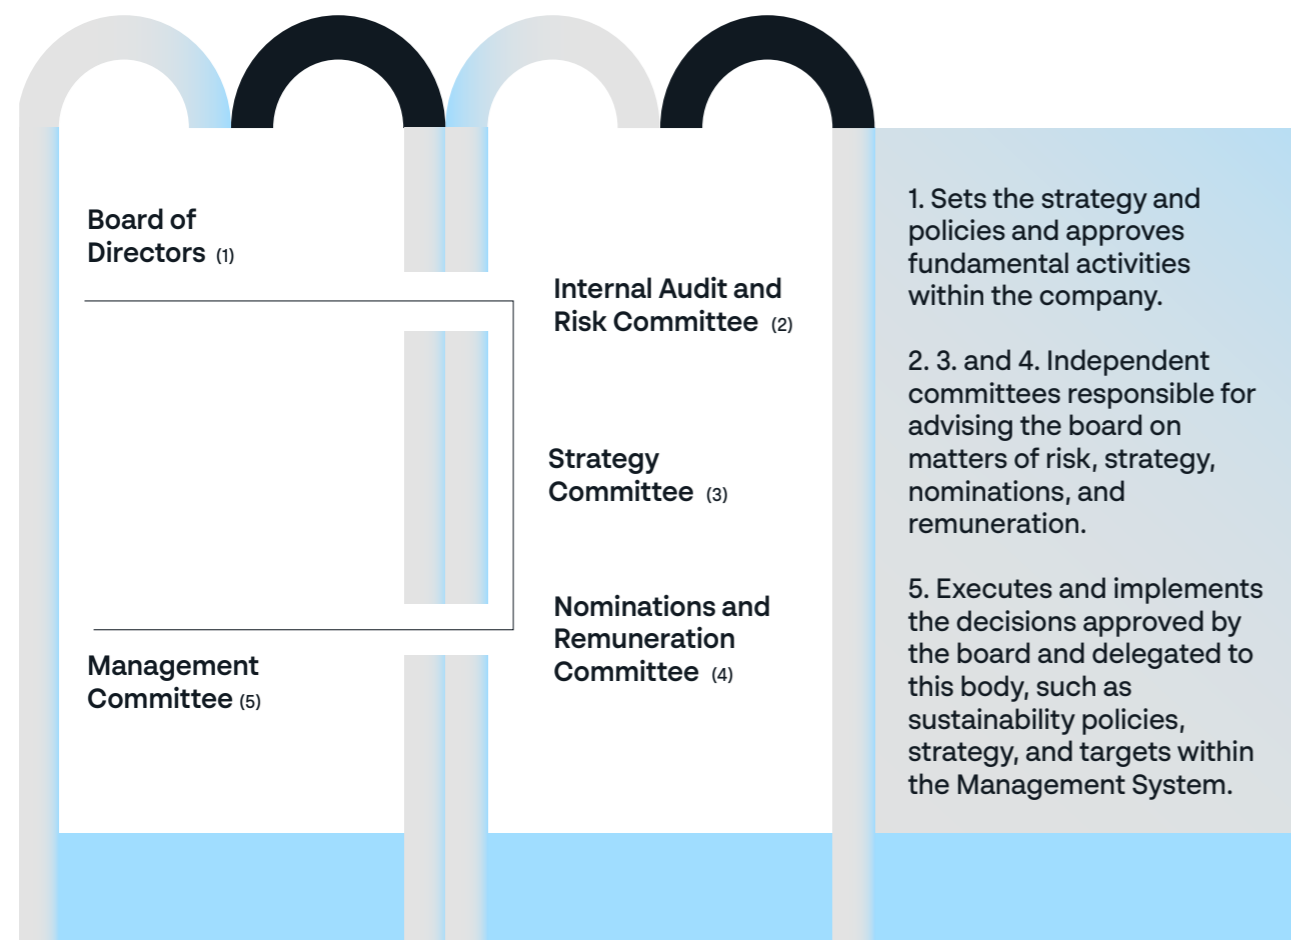 Board of
Directors (1)
Internal Audit and
Risk Committee (2)
Strategy
Committee (3)
Nominations and
Remuneration
Committee (4)
Management
Committee (5)
1. Sets the strategy and
policies and approves
fundamental activities
within the company.
2. 3. and 4. Independent
committees responsible for
advising the board on
matters of risk, strategy,
nominations, and
remuneration.
5. Executes and implements
the decisions approved by
the board and delegated to
this body, such as
sustainability policies,
strategy, and targets within
the Management System.